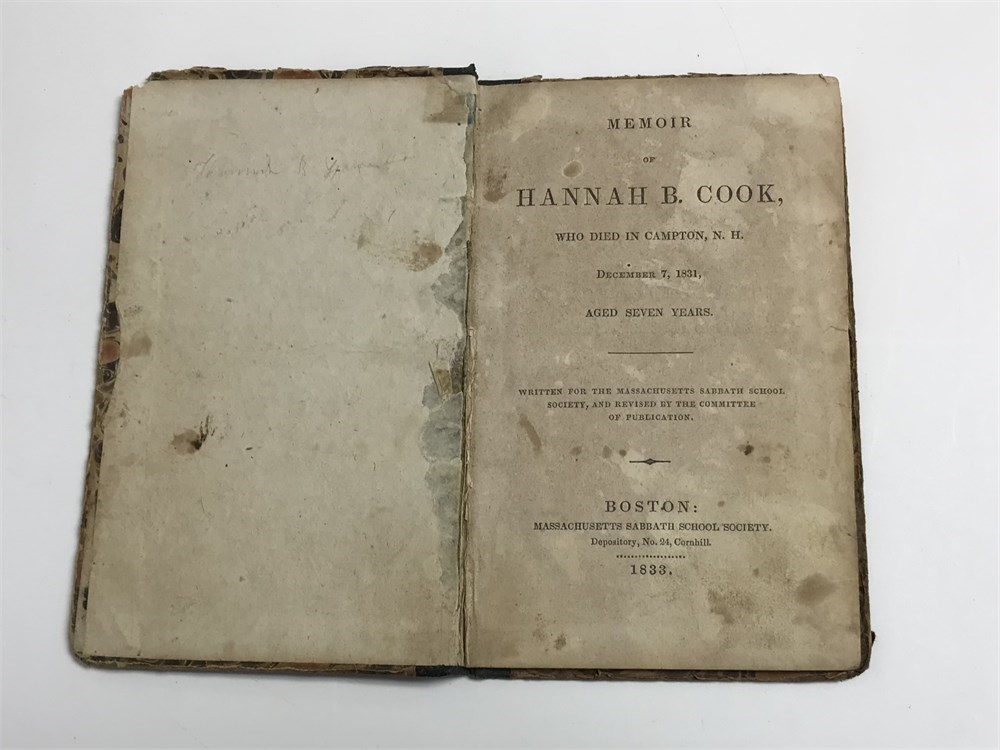 MEMOIR
OF
HANNAH B. COOK,
WHO DIED IN CAMPTON, N. H.
DECEMBER 7, 1831,
AGED SEVEN YEARS.
WRITTEN FOR THE MASSACHUSETTS SABBATH SCHOOL
SOCIETY, AND REVISED BY THE COMMITTEE
OF PUBLICATION.
BOSTON:
MASSACHUSETTS SABBATH SCHOOL SOCIETY.
Depository, No. 24, Cornhill.
1833.